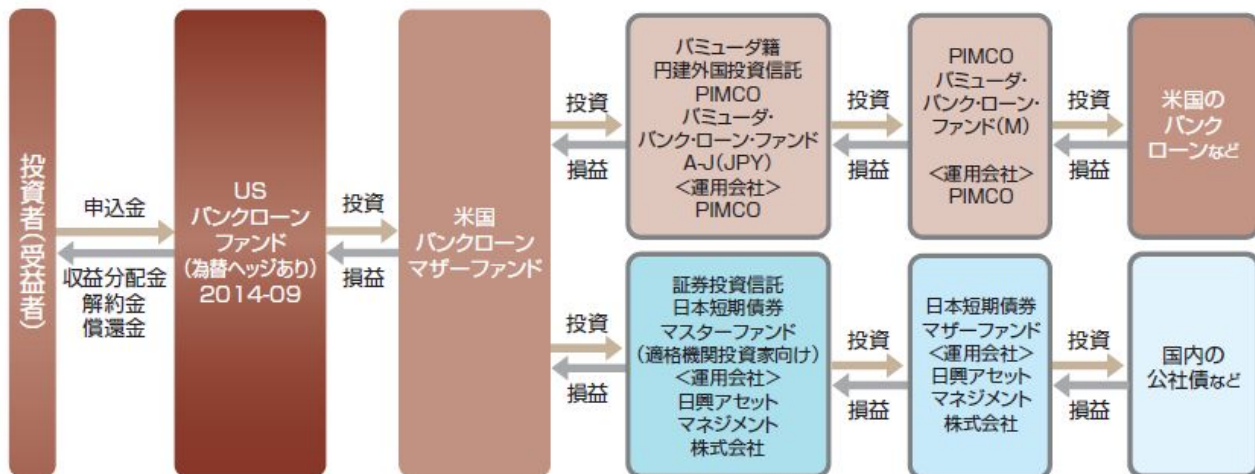 投資者(受益者)
申込金
収益分配金
解約金
償還金
US
バンクローン
ファンド
(為替ヘッジあり)
2014-09
投資
損益
米国
バンクローン
マザーファンド
投資
損益
バミューダ籍
円建外国投資信託
PIMCO
バミューダ・
バンク・ローン・ファンド
A-J(JPY)
<運用会社>
PIMCO
投資
損益
PIMCO
バミューダ・
バンク・ローン・
ファンド(M)
<運用会社>
PIMCO
投資
損益
米国の
バンク
ローンなど
投資
損益
証券投資信託
日本短期債券
マスターファンド
(適格機関投資家向け)
<運用会社>
日興アセット
マネジメント
株式会社
投資
損益
日本短期債券
マザーファンド
<運用会社>
日興アセット
マネジメント
株式会社
投資
損益
国内の
公社債など